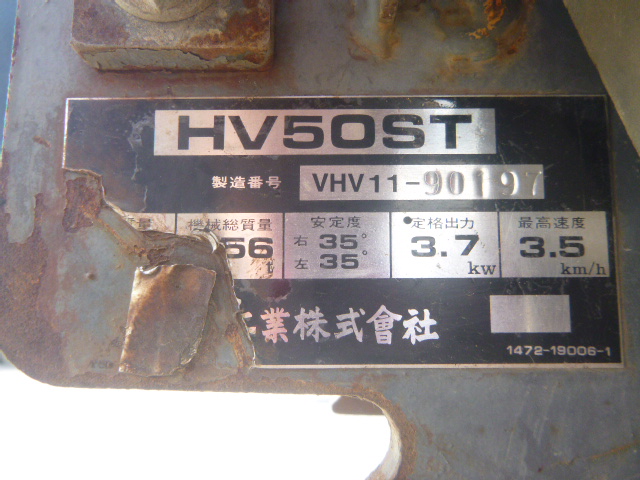 HV50ST
製造番号 VHV11-90197
質量 機械総質量 安定度 定格出力 最高速度
56 t 右 35° 左 35° 3.7 kw 3.5 km/h
業株式會社
1472-19006-1